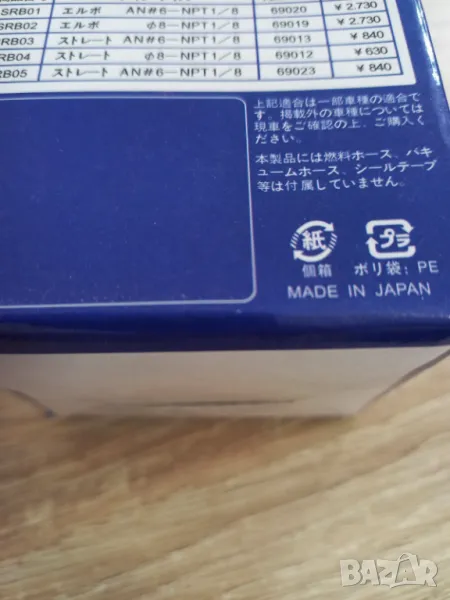 SRB01 エルボ AN#6－NPT1／8 69020 ￥2,730
SRB02 エルボ φ8－NPT1／8 69019 ￥2,730
RB03 ストレート AN#6－NPT1／8 69013 ￥840
RB04 ストレート φ8－NPT1／8 69012 ￥630
RB05 ストレート AN#6－NPT1／8 69023 ￥840
上記適合は一部車種の適合で
す。掲載外の車種については
現車をご確認の上、ご購入く
ださい。
本製品には燃料ホース、バキ
ュームホース、シールテープ
等は付属していません。
紙 プラ
個箱 ポリ袋：PE
MADE IN JAPAN
BAZAR